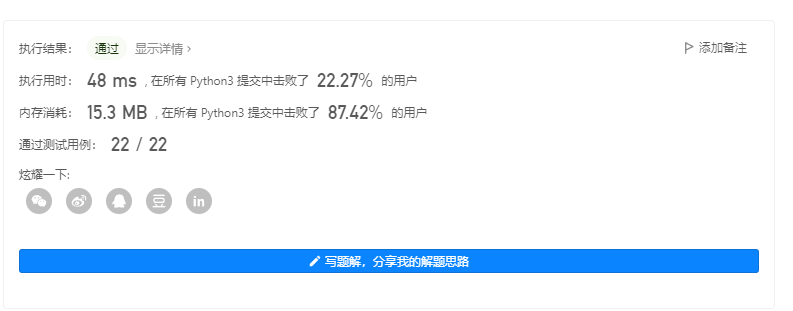 执行结果： 通过 显示详情 › 添加备注
执行用时： 48 ms , 在所有 Python3 提交中击败了 22.27% 的用户
内存消耗： 15.3 MB , 在所有 Python3 提交中击败了 87.42% 的用户
通过测试用例： 22 / 22
炫耀一下:
豆 in
写题解，分享我的解题思路